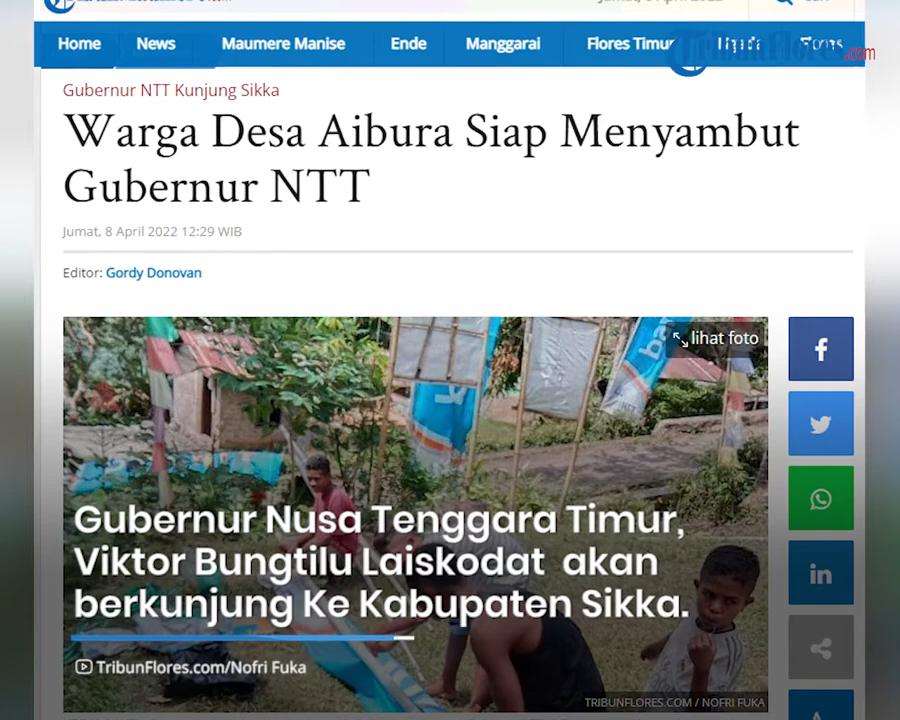 Home News Maumere Manise Ende Manggarai Flores Timur
TribunFlores.com
Gubernur NTT Kunjung Sikka
Warga Desa Aibura Siap Menyambut
Gubernur NTT
Jumat, 8 April 2022 12:29 WIB
Editor: Gordy Donovan
lihat foto
Gubernur Nusa Tenggara Timur,
Viktor Bungtilu Laiskodat akan
berkunjung Ke Kabupaten Sikka.
TribunFlores.com/Nofri Fuka
TRIBUNFLORES.COM / NOFRI FUKA